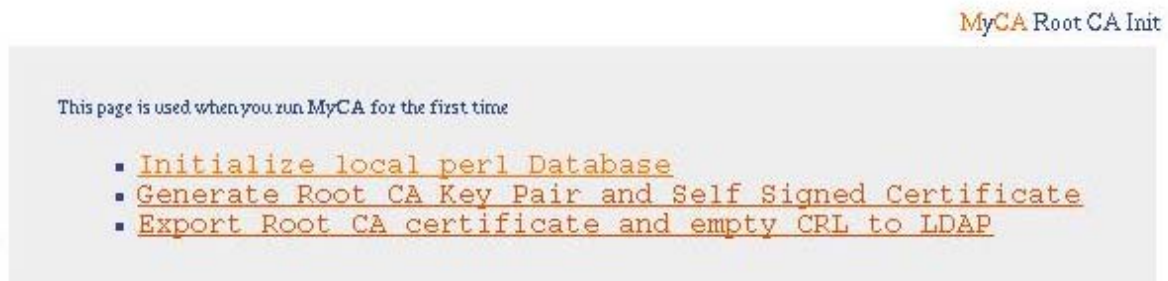 MyCA Root CA Init
This page is used when you run MyCA for the first time
Initialize local perl Database
Generate Root CA Key Pair and Self Signed Certificate
Export Root CA certificate and empty CRL to LDAP